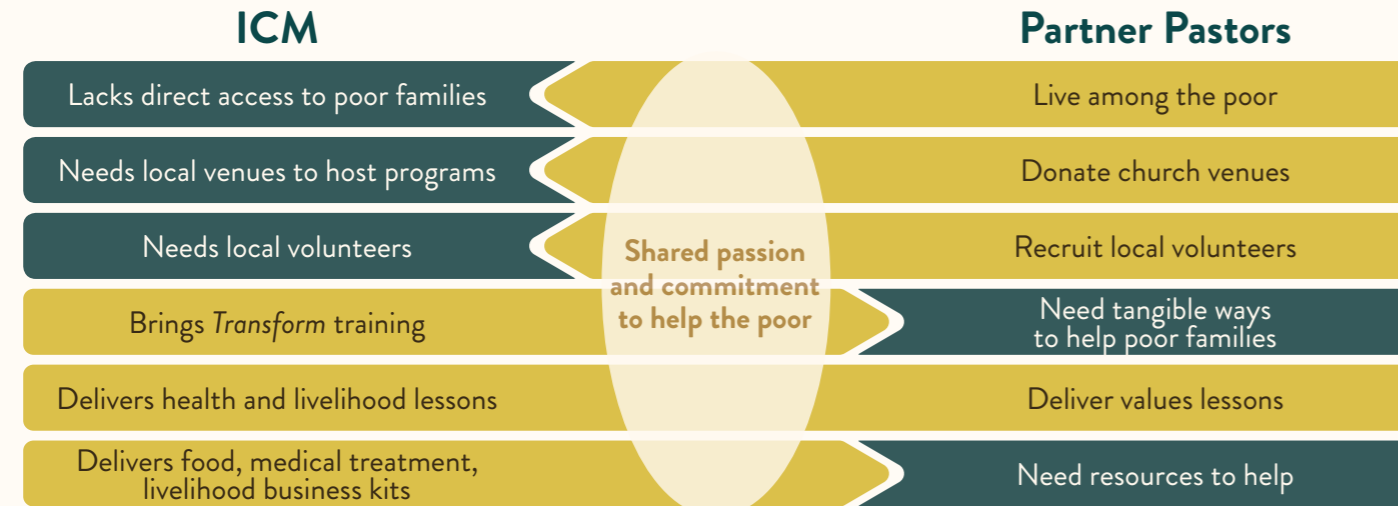 ICM
Partner Pastors
Lacks direct access to poor families
Live among the poor
Needs local venues to host programs
Donate church venues
Needs local volunteers
Recruit local volunteers
Shared passion
and commitment
to help the poor
Brings Transform training
Need tangible ways
to help poor families
Delivers health and livelihood lessons
Deliver values lessons
Delivers food, medical treatment,
livelihood business kits
Need resources to help